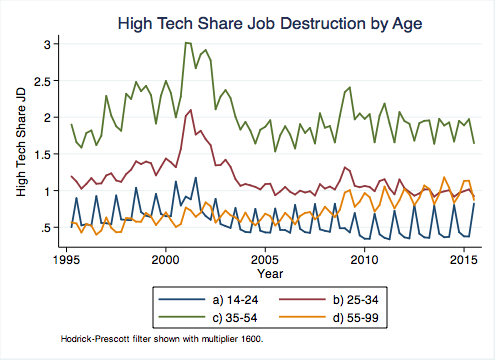 High Tech Share Job Destruction by Age
High Tech Share JD
3
2.5
2
1.5
1
.5
1995 2000 2005 2010 2015
Year
a) 14-24 b) 25-34
c) 35-54 d) 55-99
Hodrick-Prescott filter shown with multiplier 1600.